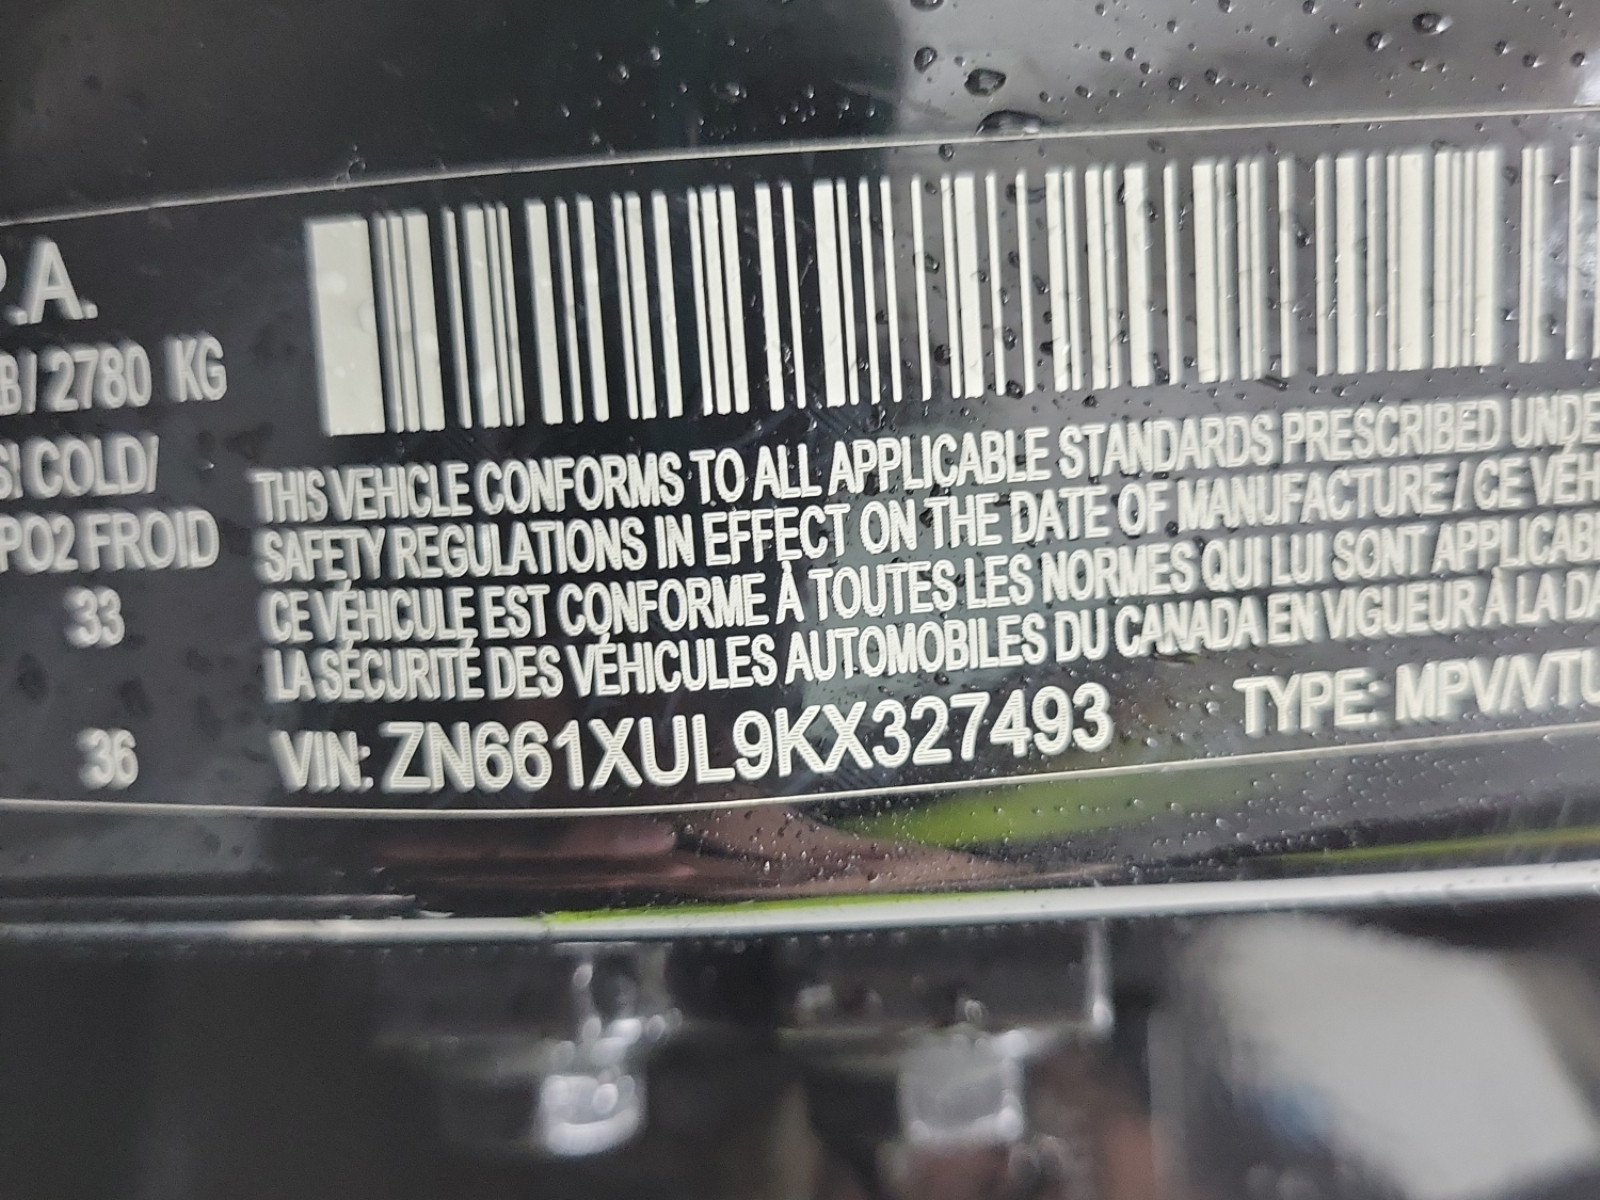 P.A.
B/ 2780 KG
SI COLD/
PO2 FROID
33
36
THIS VEHICLE CONFORMS TO ALL APPLICABLE STANDARDS PRESCRIBED UNDE
SAFETY REGULATIONS IN EFFECT ON THE DATE OF MANUFACTURE / CE VÉH
CE VÉHICULE EST CONFORME À TOUTES LES NORMES QUI LUI SONT APPLICAB
LA SÉCURITÉ DES VÉHICULES AUTOMOBILES DU CANADA EN VIGUEUR À LA DA
VIN: ZN661XUL9KX327493
TYPE: MPV/VTU